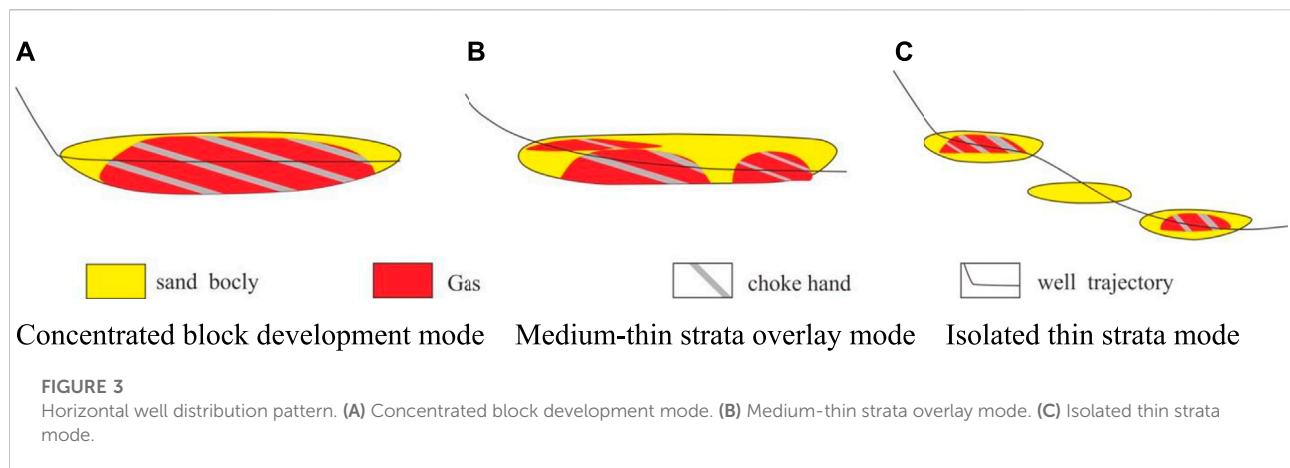 A B C
sand bocly Gas choke hand well trajectory
Concentrated block development mode Medium-thin strata overlay mode Isolated thin strata mode
FIGURE 3
Horizontal well distribution pattern. (A) Concentrated block development mode. (B) Medium-thin strata overlay mode. (C) Isolated thin strata
mode.